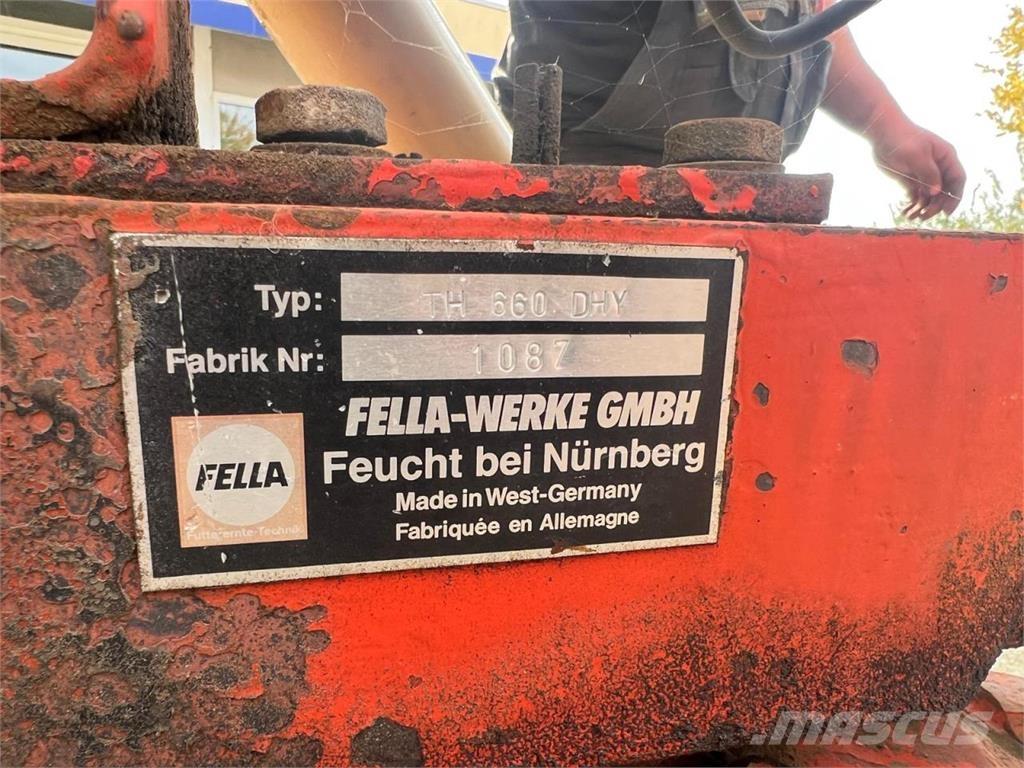 Typ: TH 660 DHY
Fabrik Nr: 1087
FELLA-WERKE GMBH
Feucht bei Nürnberg
Made in West-Germany
Fabriquée en Allemagne
FELLA
Futterernte-Technik
MASCUS